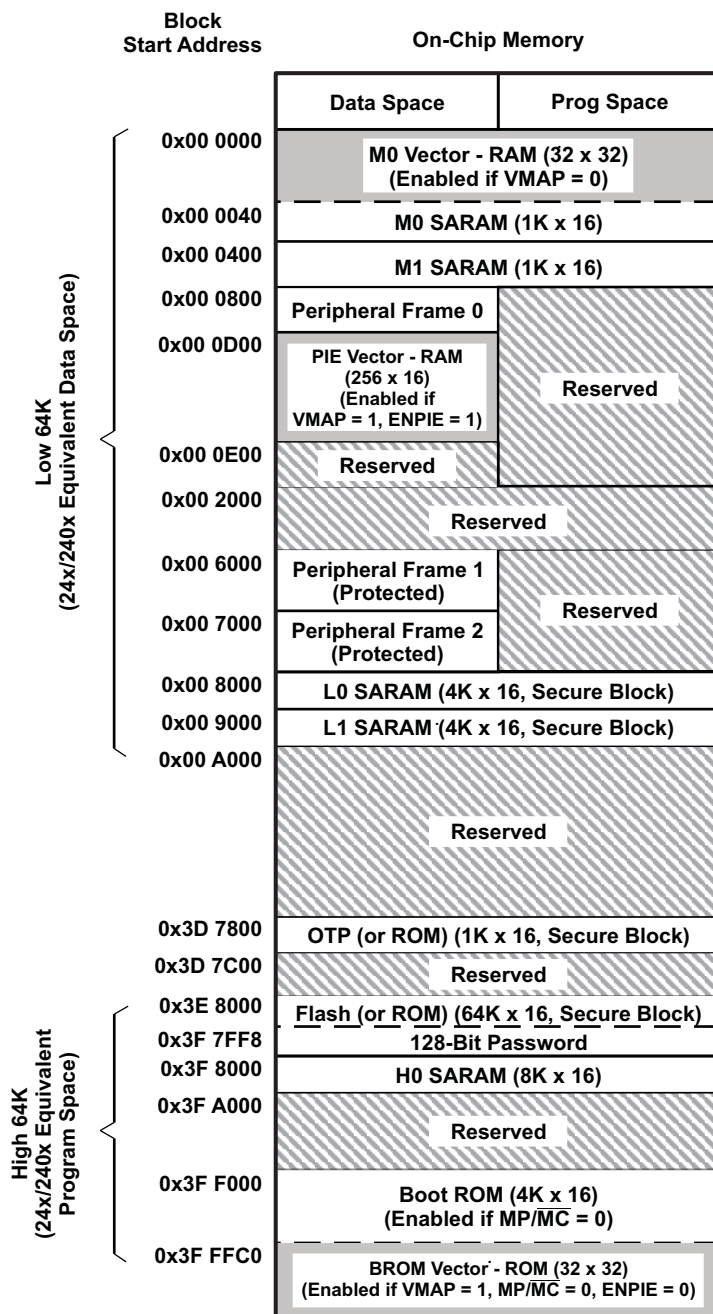 Block
Start Address
On-Chip Memory
Data Space
Prog Space
Low 64K
(24x/240x Equivalent Data Space)
0x00 0000
M0 Vector - RAM (32 x 32)
(Enabled if VMAP = 0)
0x00 0040
M0 SARAM (1K x 16)
0x00 0400
M1 SARAM (1K x 16)
0x00 0800
Peripheral Frame 0
Reserved
0x00 0D00
PIE Vector - RAM
(256 x 16)
(Enabled if
VMAP = 1, ENPIE = 1)
0x00 0E00
Reserved
0x00 2000
Reserved
0x00 6000
Peripheral Frame 1
(Protected)
Reserved
0x00 7000
Peripheral Frame 2
(Protected)
0x00 8000
L0 SARAM (4K x 16, Secure Block)
0x00 9000
L1 SARAM (4K x 16, Secure Block)
0x00 A000
Reserved
0x3D 7800
OTP (or ROM) (1K x 16, Secure Block)
0x3D 7C00
Reserved
High 64K
(24x/240x Equivalent
Program Space)
0x3E 8000
Flash (or ROM) (64K x 16, Secure Block)
0x3F 7FF8
128-Bit Password
0x3F 8000
H0 SARAM (8K x 16)
0x3F A000
Reserved
0x3F F000
Boot ROM (4K x 16)
(Enabled if MP/M̅C̅ = 0)
0x3F FFC0
BROM Vector - ROM (32 x 32)
(Enabled if VMAP = 1, MP/M̅C̅ = 0, ENPIE = 0)